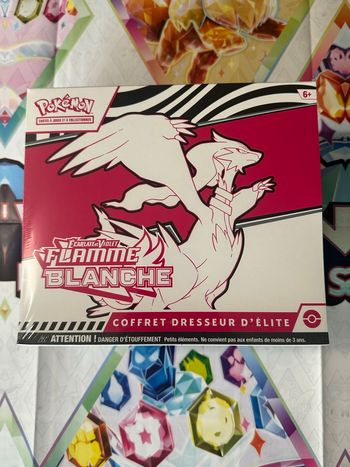 POKÉMON
CARTES À JOUER ET À COLLECTIONNER
6+
ÉCARLATE ET VIOLET
FLAMME
BLANCHE
COFFRET DRESSEUR D'ÉLITE
ATTENTION ! DANGER D'ÉTOUFFEMENT Petits éléments. Ne convient pas aux enfants de moins de 3 ans.